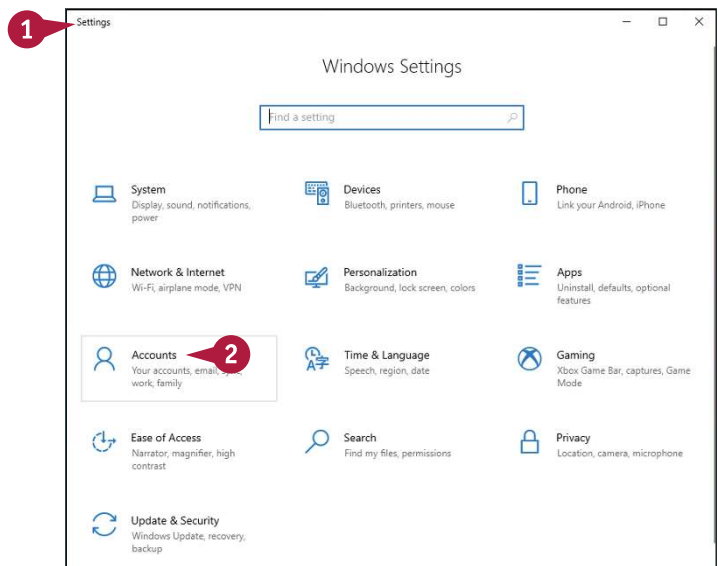 1
Settings
Windows Settings
Find a setting
System
Display, sound, notifications,
power
Devices
Bluetooth, printers, mouse
Phone
Link your Android, iPhone
Network & Internet
Wi-Fi, airplane mode, VPN
Personalization
Background, lock screen, colors
Apps
Uninstall, defaults, optional
features
Accounts
2
Your accounts, email,
work, family
Time & Language
Speech, region, date
Gaming
Xbox Game Bar, captures, Game
Mode
Ease of Access
Narrator, magnifier, high
contrast
Search
Find my files, permissions
Privacy
Location, camera, microphone
Update & Security
Windows Update, recovery,
backup